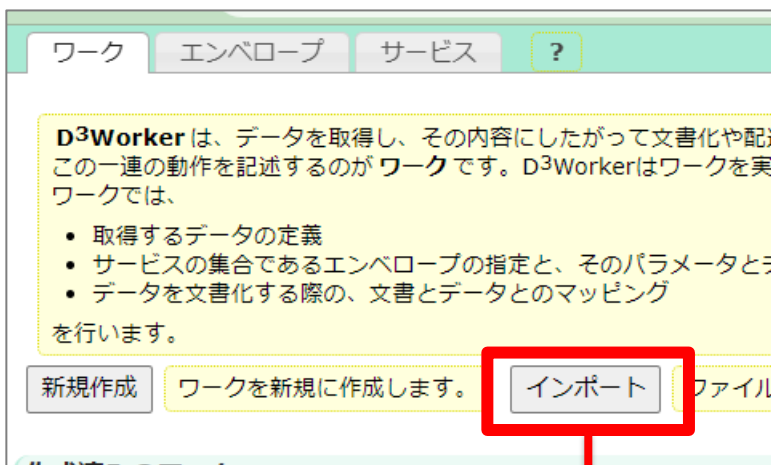 ワーク エンベロープ サービス ?
D3Worker は、データを取得し、その内容にしたがって文書化や配
この一連の動作を記述するのが ワーク です。D3Workerはワークを実
ワークでは、
• 取得するデータの定義
• サービスの集合であるエンベロープの指定と、そのパラメータと
• データを文書化する際の、文書とデータとのマッピング
を行います。
新規作成 ワークを新規に作成します。 インポート ファイル